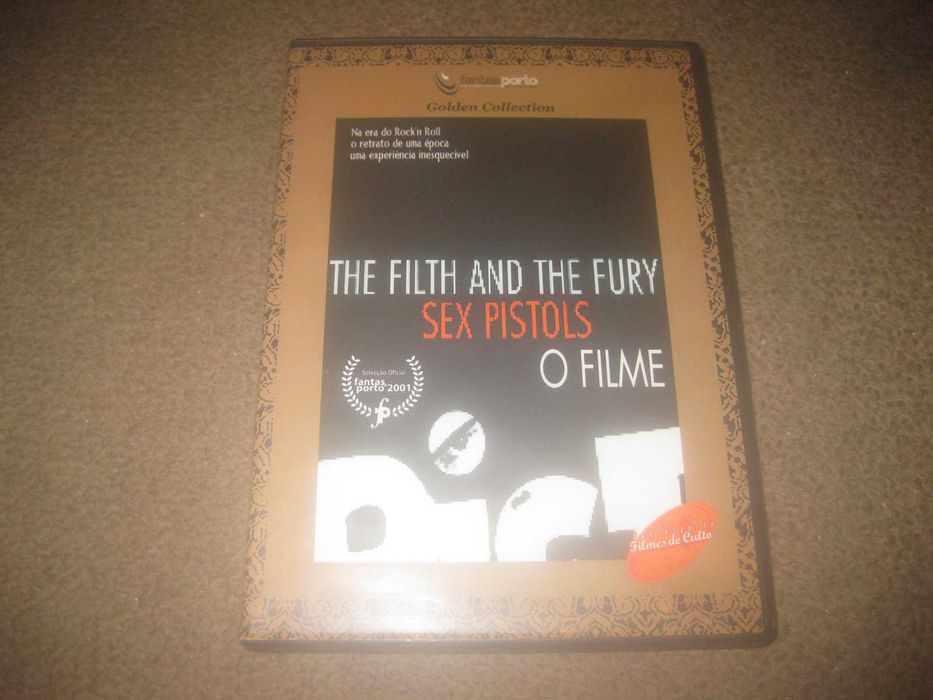 fantasporto
Golden Collection
Na era do Rock'n Roll
o retrato de uma época
uma experiência inesquecível
THE FILTH AND THE FURY
SEX PISTOLS
O FILME
Selecção Oficial
fantas
porto 2001
Filmes de Culto